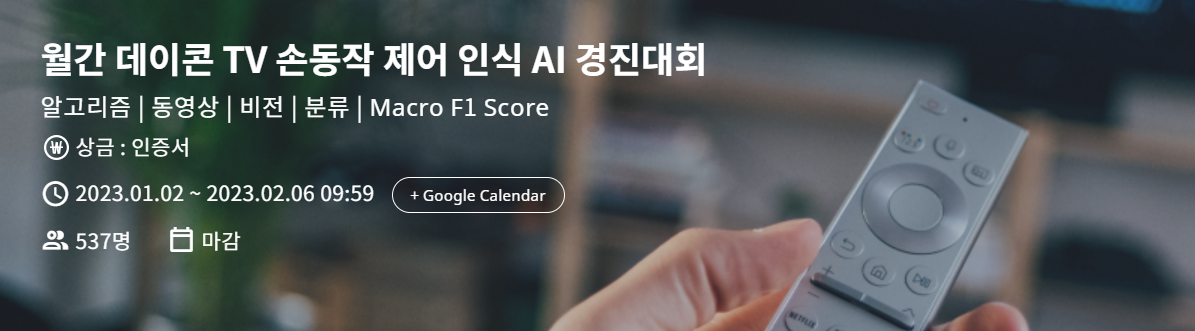 월간 데이콘 TV 손동작 제어 인식 AI 경진대회
알고리즘 | 동영상 | 비전 | 분류 | Macro F1 Score
₩ 상금 : 인증서
2023.01.02 ~ 2023.02.06 09:59 + Google Calendar
537명 마감
NETFLIX